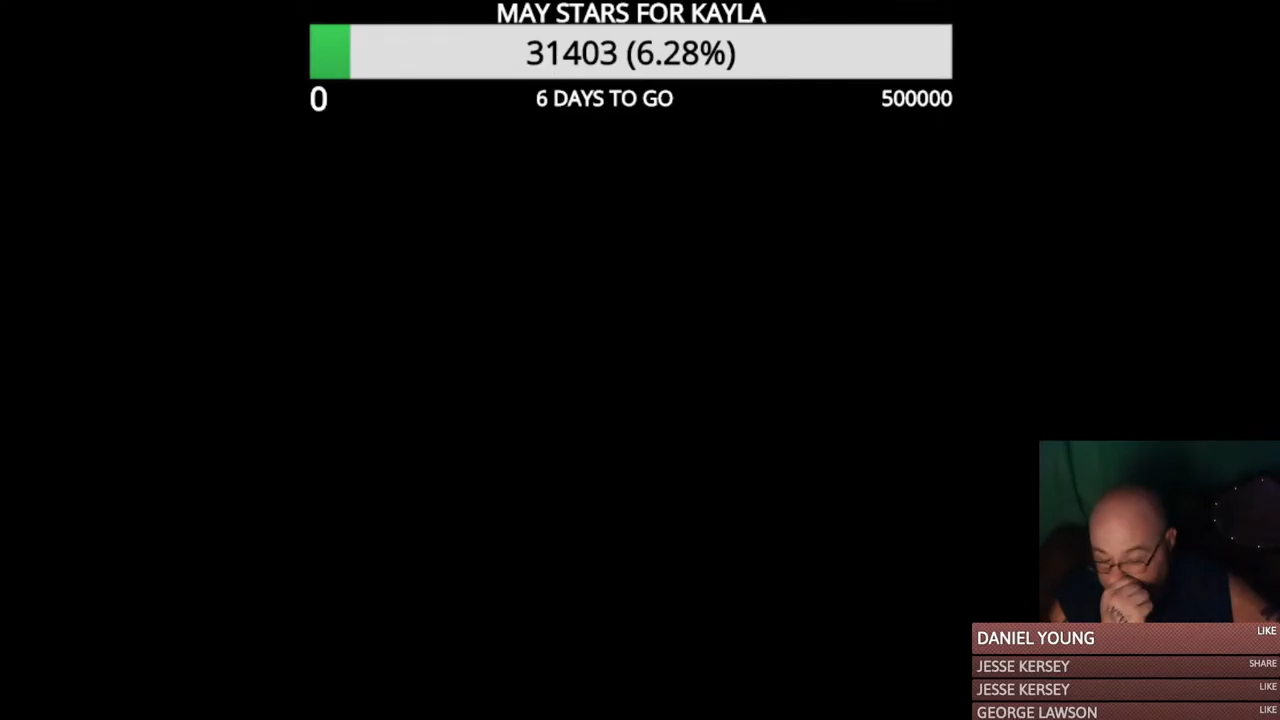 MAY STARS FOR KAYLA
31403 (6.28%)
0 6 DAYS TO GO 500000
DANIEL YOUNG LIKE
JESSE KERSEY SHARE
JESSE KERSEY LIKE
GEORGE LAWSON LIKE